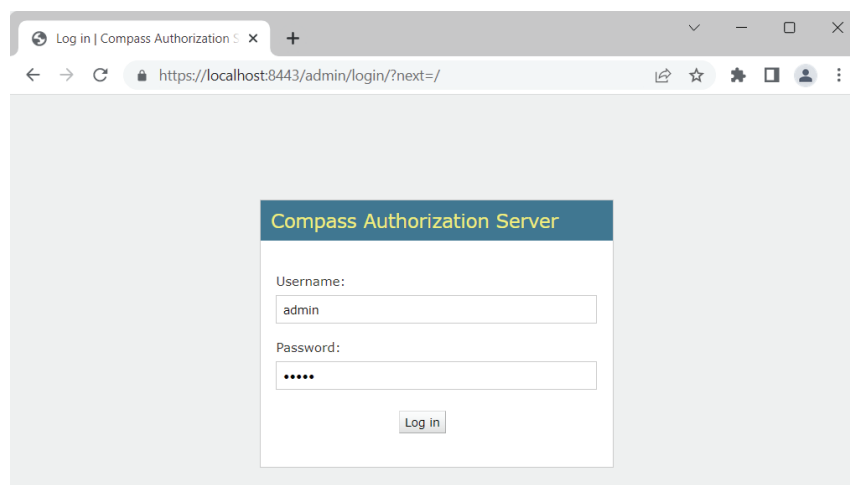 Log in | Compass Authorization S
https://localhost:8443/admin/login/?next=/
Compass Authorization Server
Username:
admin
Password:
•••••
Log in